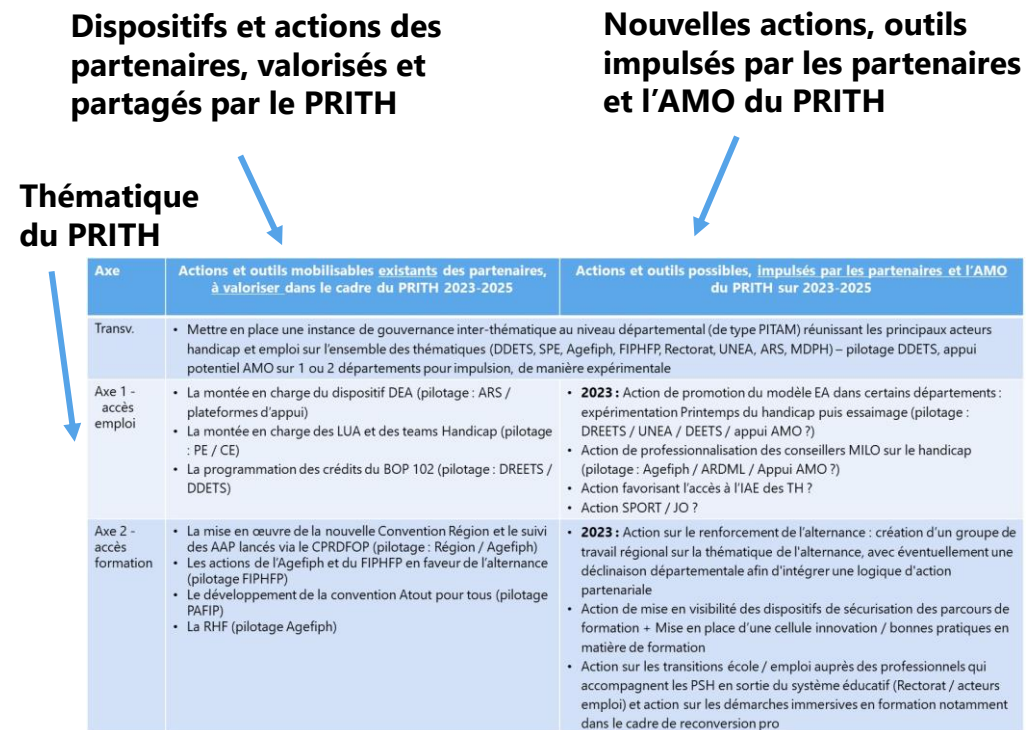 Dispositifs et actions des
partenaires, valorisés et
partagés par le PRITH
Nouvelles actions, outils
impulsés par les partenaires
et l’AMO du PRITH
Thématique
du PRITH
Axe
Actions et outils mobilisables existants des partenaires,
à valoriser dans le cadre du PRITH 2023-2025
Actions et outils possibles, impulsés par les partenaires et l’AMO
du PRITH sur 2023-2025
Transv.
• Mettre en place une instance de gouvernance inter-thématique au niveau départemental (de type PITAM) réunissant les principaux acteurs
handicap et emploi sur l’ensemble des thématiques (DDETS, SPE, Agefiph, FIPHFP, Rectorat, UNEA, ARS, MDPH) – pilotage DDETS, appui
potentiel AMO sur 1 ou 2 départements pour impulsion, de manière expérimentale
Axe 1 -
accès
emploi
• La montée en charge du dispositif DEA (pilotage : ARS /
plateformes d’appui)
• La montée en charge des LUA et des teams Handicap (pilotage
: PE / CE)
• La programmation des crédits du BOP 102 (pilotage : DREETS /
DDETS)
• 2023 : Action de promotion du modèle EA dans certains départements :
expérimentation Printemps du handicap puis essaimage (pilotage :
DREETS / UNEA / DEETS / appui AMO ?)
• Action de professionnalisation des conseillers MILO sur le handicap
(pilotage : Agefiph / ARDML / Appui AMO ?)
• Action favorisant l’accès à l’IAE des TH ?
• Action SPORT / JO ?
Axe 2 -
accès
formation
• La mise en œuvre de la nouvelle Convention Région et le suivi
des AAP lancés via le CPRDFOP (pilotage : Région / Agefiph)
• Les actions de l’Agefiph et du FIPHFP en faveur de l’alternance
(pilotage FIPHFP)
• Le développement de la convention Atout pour tous (pilotage
PAFIP)
• La RHF (pilotage Agefiph)
• 2023 : Action sur le renforcement de l’alternance : création d’un groupe de
travail régional sur la thématique de l'alternance, avec éventuellement une
déclinaison départementale afin d’intégrer une logique d’action
partenariale
• Action de mise en visibilité des dispositifs de sécurisation des parcours de
formation + Mise en place d’une cellule innovation / bonnes pratiques en
matière de formation
• Action sur les transitions école / emploi auprès des professionnels qui
accompagnent les PSH en sortie du système éducatif (Rectorat / acteurs
emploi) et action sur les démarches immersives en formation notamment
dans le cadre de reconversion pro